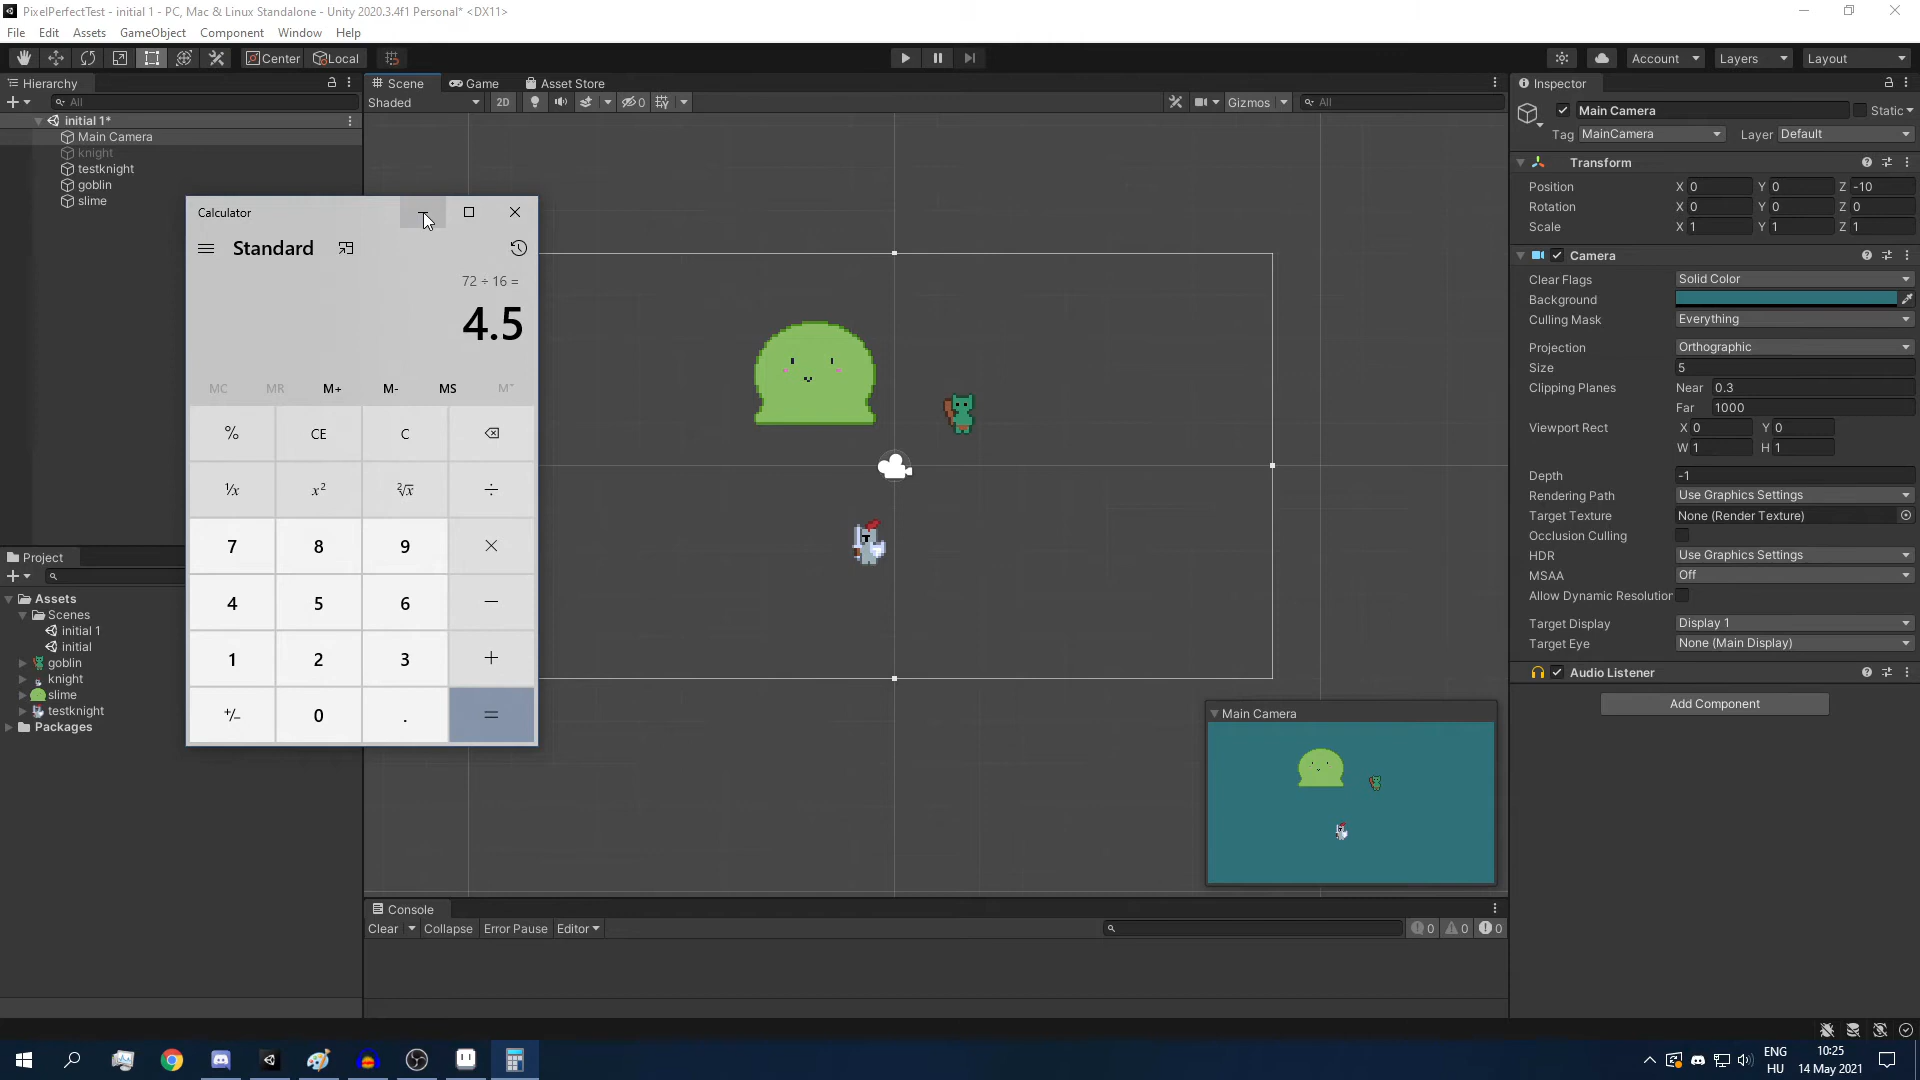 PixelPerfectTest - initial 1 - PC, Mac & Linux Standalone - Unity 2020.3.4f1 Personal* <DX11>
File Edit Assets GameObject Component Window Help
Center Local
Account Layers Layout
Hierarchy
All
initial 1*
Main Camera
knight
testknight
goblin
slime
Scene Game Asset Store
Shaded 2D 0 Gizmos All
Calculator
Standard
72 ÷ 16 =
4.5
MC MR M+ M- MS M˅
% CE C
¹/x x² ²√x ÷
7 8 9 ×
4 5 6 −
1 2 3 +
+/− 0 . =
Project
Assets
Scenes
initial 1
initial
goblin
knight
slime
testknight
Packages
Main Camera
Console
Clear Collapse Error Pause Editor 0 0 0
Inspector
Main Camera Static
Tag MainCamera Layer Default
Transform
Position X 0 Y 0 Z -10
Rotation X 0 Y 0 Z 0
Scale X 1 Y 1 Z 1
Camera
Clear Flags Solid Color
Background
Culling Mask Everything
Projection Orthographic
Size 5
Clipping Planes Near 0.3
Far 1000
Viewport Rect X 0 Y 0
W 1 H 1
Depth -1
Rendering Path Use Graphics Settings
Target Texture None (Render Texture)
Occlusion Culling
HDR Use Graphics Settings
MSAA Off
Allow Dynamic Resolution
Target Display Display 1
Target Eye None (Main Display)
Audio Listener
Add Component
ENG 10:25
HU 14 May 2021